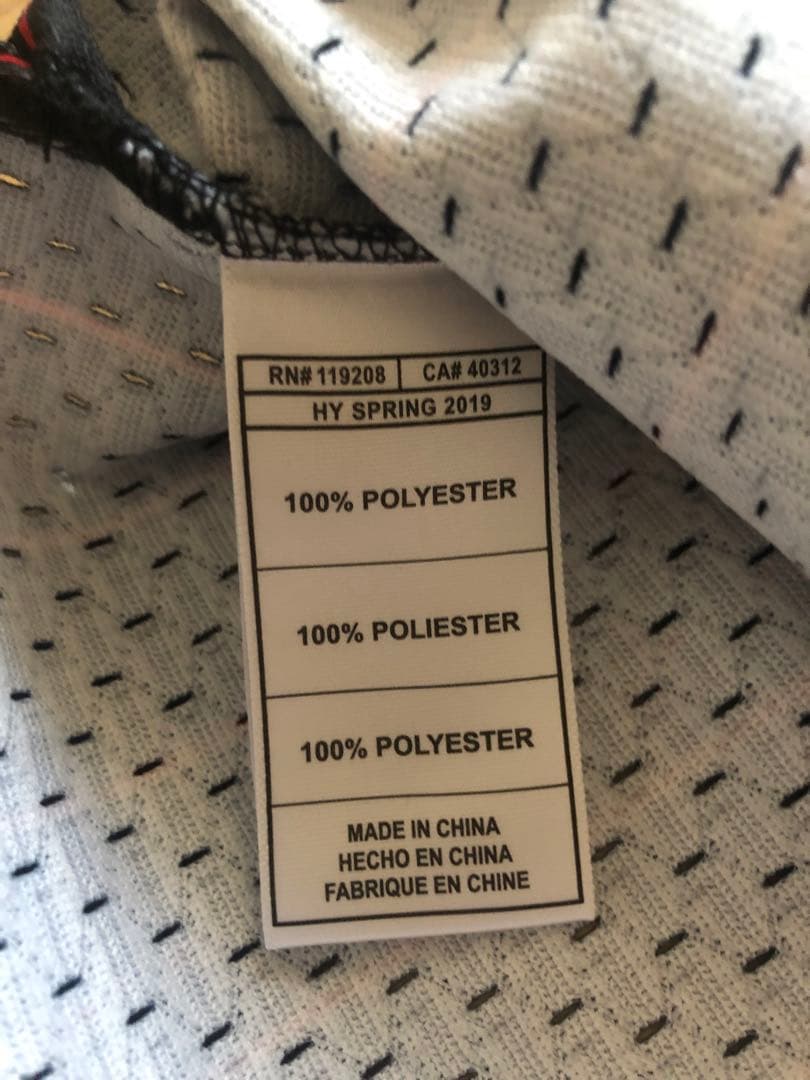 RN# 119208 CA# 40312
HY SPRING 2019
100% POLYESTER
100% POLIESTER
100% POLYESTER
MADE IN CHINA
HECHO EN CHINA
FABRIQUE EN CHINE